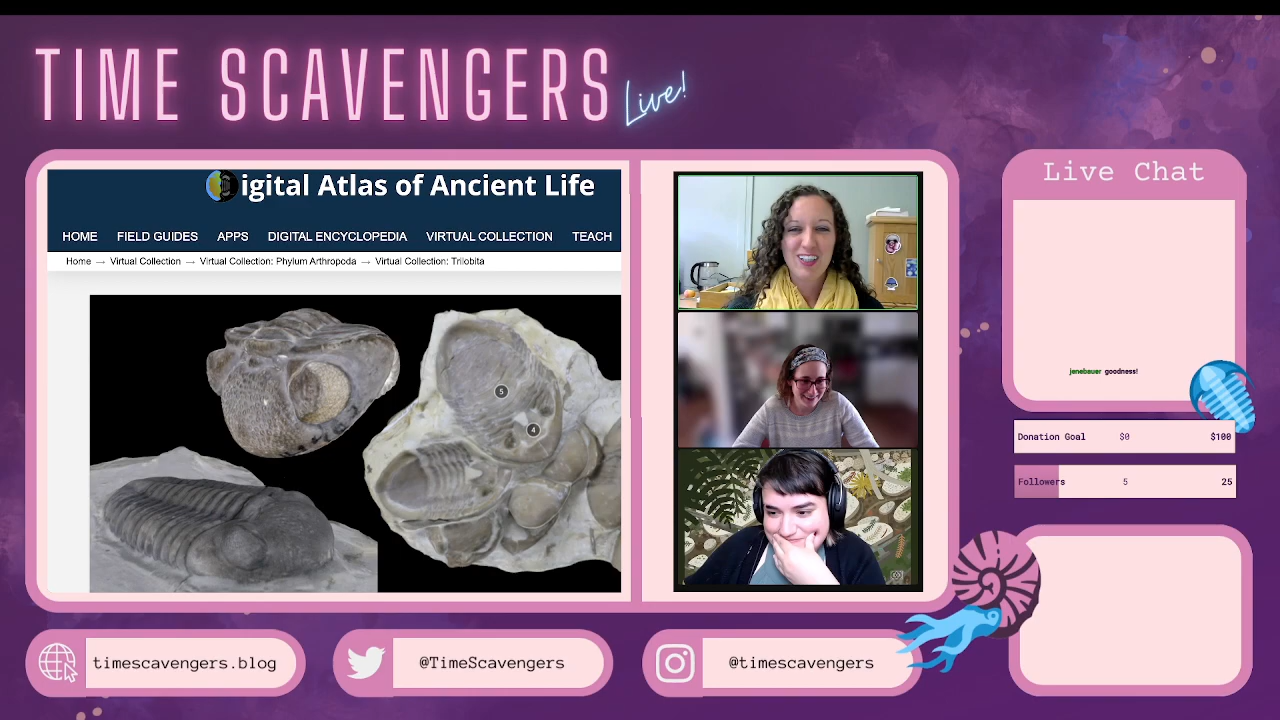 TIME SCAVENGERS Live!
Digital Atlas of Ancient Life
HOME FIELD GUIDES APPS DIGITAL ENCYCLOPEDIA VIRTUAL COLLECTION TEACH
Home → Virtual Collection → Virtual Collection: Phylum Arthropoda → Virtual Collection: Trilobita
5
4
Live Chat
jenebauer goodness!
Donation Goal $0 $100
Followers 5 25
timescavengers.blog
@TimeScavengers
@timescavengers